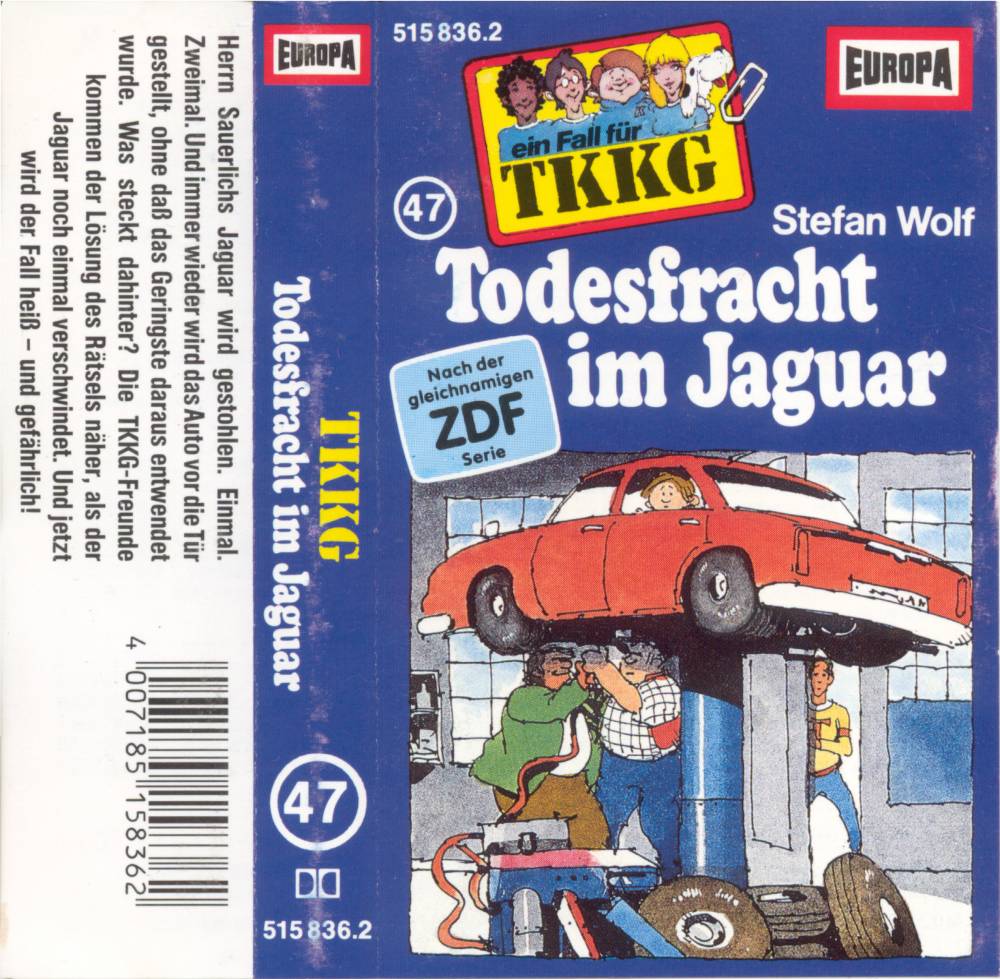 Herrn Sauerlichs Jaguar wird gestohlen. Einmal.
Zweimal. Und immer wieder wird das Auto vor die Tür
gestellt, ohne daß das Geringste daraus entwendet
wurde. Was steckt dahinter? Die TKKG-Freunde
kommen der Lösung des Rätsels näher, als der
Jaguar noch einmal verschwindet. Und jetzt
wird der Fall heiß – und gefährlich!
4 007185 158362
EUROPA
TKKG
Todesfracht im Jaguar
47
515 836.2
515 836.2
ein Fall für
TKKG
EUROPA
47
Stefan Wolf
Todesfracht
im Jaguar
Nach der
gleichnamigen
ZDF
Serie